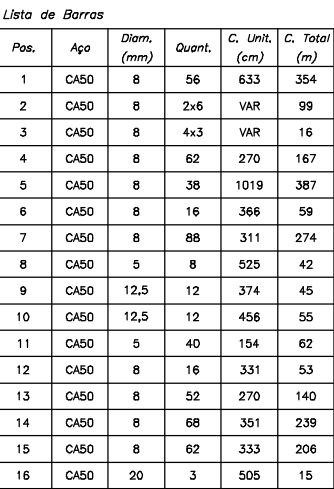 Lista de Barras
Pos. Aço Diam. (mm) Quant. C. Unit. (cm) C. Total (m)
1 CA50 8 56 633 354
2 CA50 8 2x6 VAR 99
3 CA50 8 4x3 VAR 16
4 CA50 8 62 270 167
5 CA50 8 38 1019 387
6 CA50 8 16 366 59
7 CA50 8 88 311 274
8 CA50 5 8 525 42
9 CA50 12,5 12 374 45
10 CA50 12,5 12 456 55
11 CA50 5 40 154 62
12 CA50 8 16 331 53
13 CA50 8 52 270 140
14 CA50 8 68 351 239
15 CA50 8 62 333 206
16 CA50 20 3 505 15